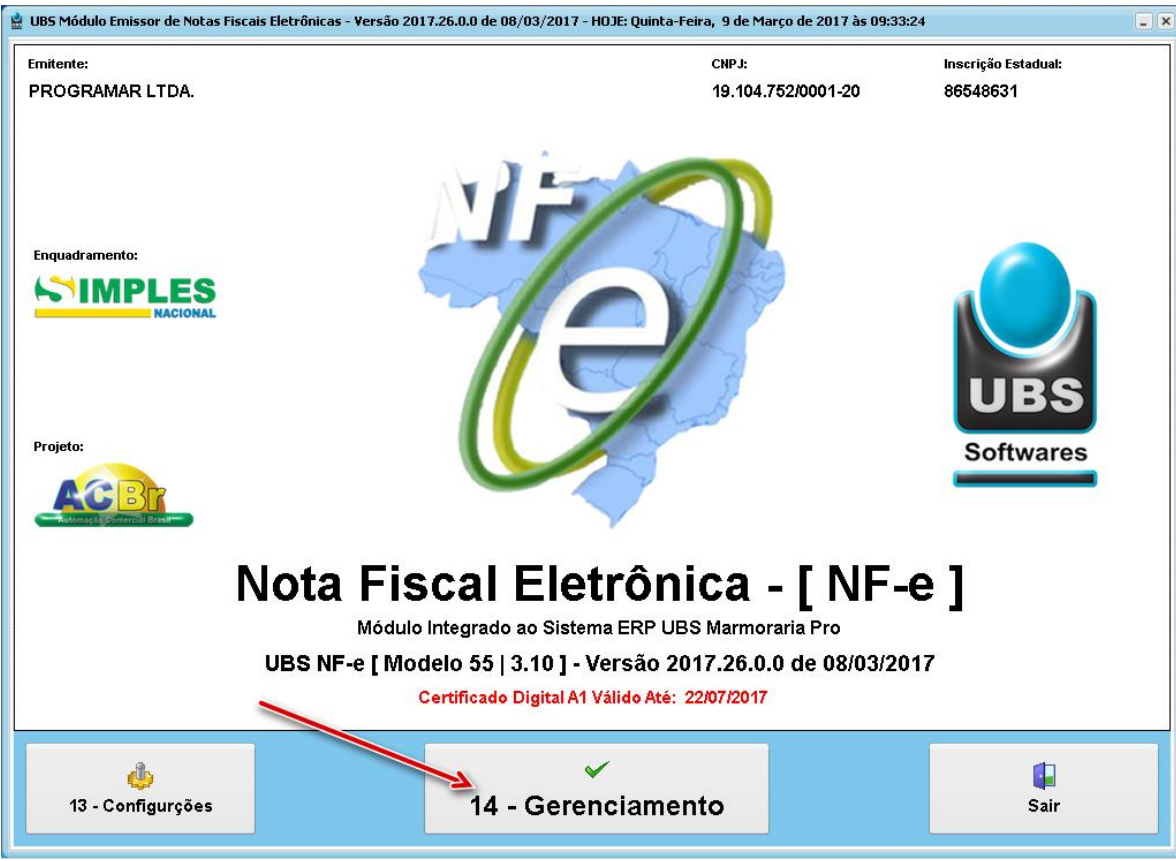 UBS Módulo Emissor de Notas Fiscais Eletrônicas - Versão 2017.26.0.0 de 08/03/2017 - HOJE: Quinta-Feira, 9 de Março de 2017 às 09:33:24
Emitente:
CNPJ:
Inscrição Estadual:
PROGRAMAR LTDA.
19.104.752/0001-20
86548631
NF
e
Enquadramento:
SIMPLES
NACIONAL
UBS
Softwares
Projeto:
ACBr
Automação Comercial Brasil
Nota Fiscal Eletrônica - [ NF-e ]
Módulo Integrado ao Sistema ERP UBS Marmoraria Pro
UBS NF-e [ Modelo 55 | 3.10 ] - Versão 2017.26.0.0 de 08/03/2017
Certificado Digital A1 Válido Até: 22/07/2017
13 - Configurções
14 - Gerenciamento
Sair